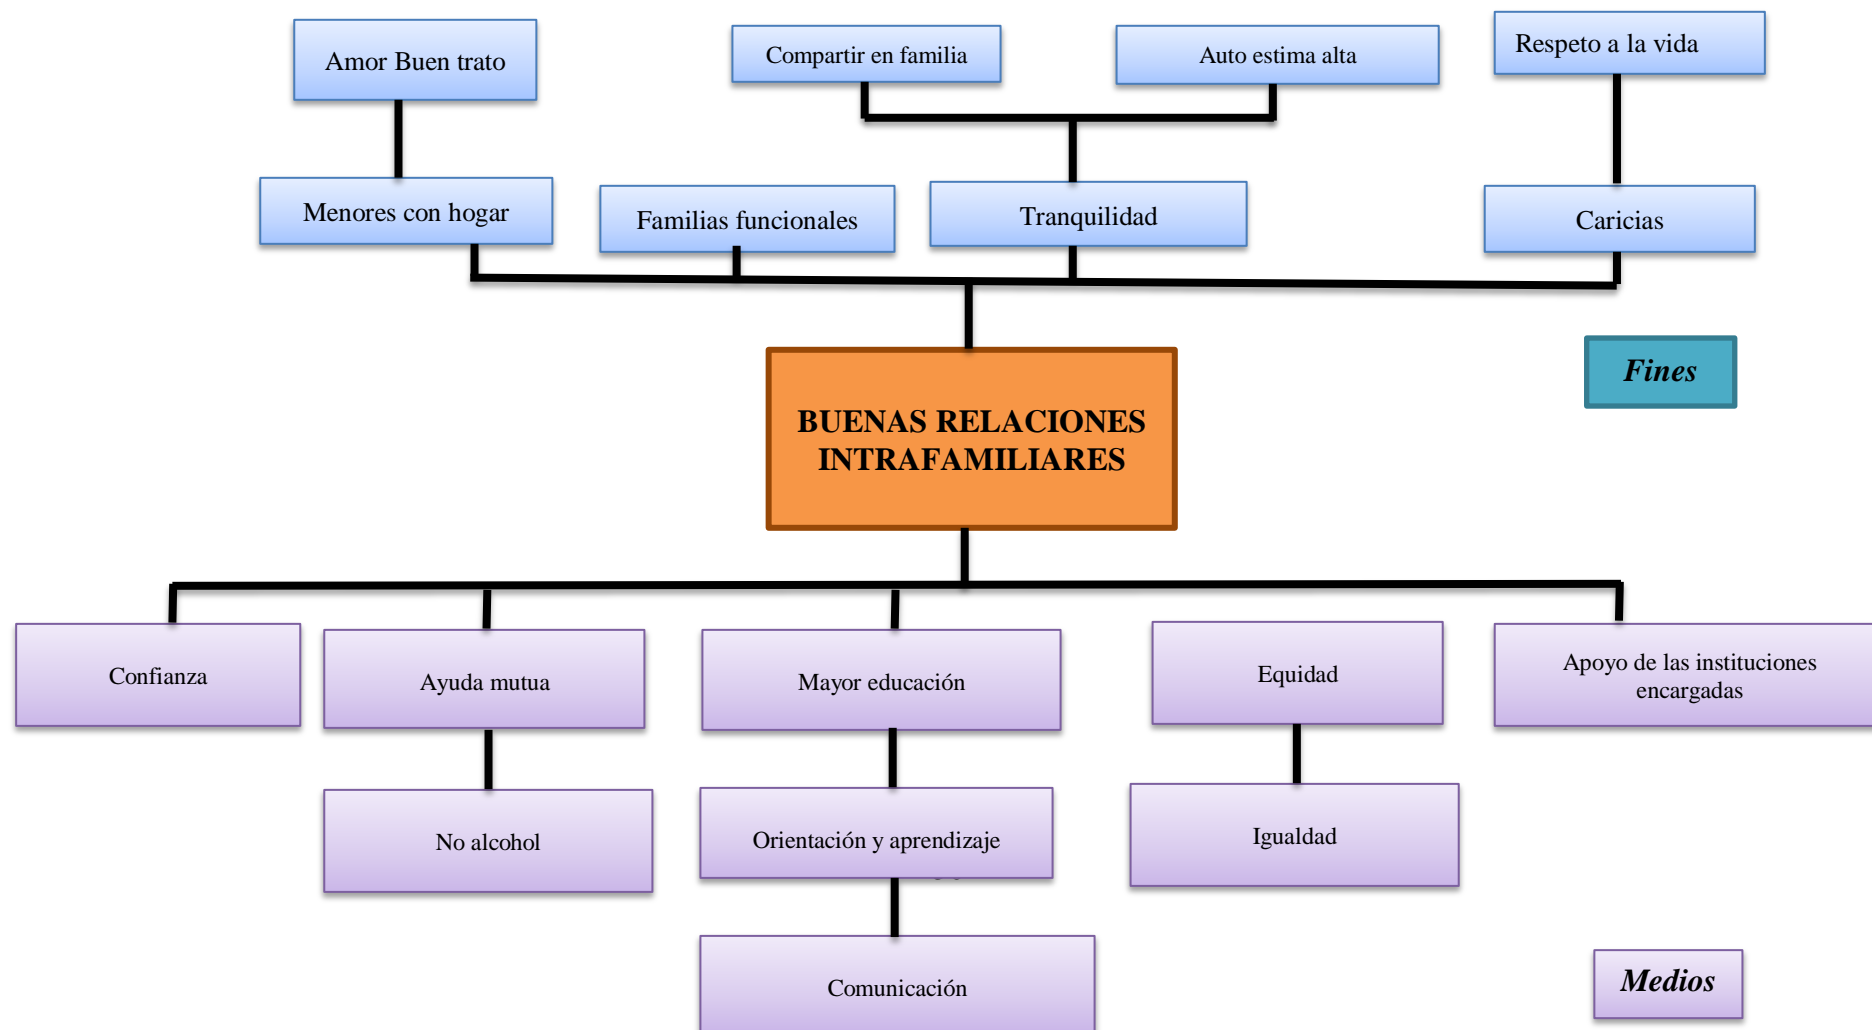 Amor Buen trato
Compartir en familia
Auto estima alta
Respeto a la vida
Menores con hogar
Familias funcionales
Tranquilidad
Caricias
Fines
BUENAS RELACIONES
INTRAFAMILIARES
Confianza
Ayuda mutua
Mayor educación
Equidad
Apoyo de las instituciones
encargadas
No alcohol
Orientación y aprendizaje
Igualdad
Comunicación
Medios